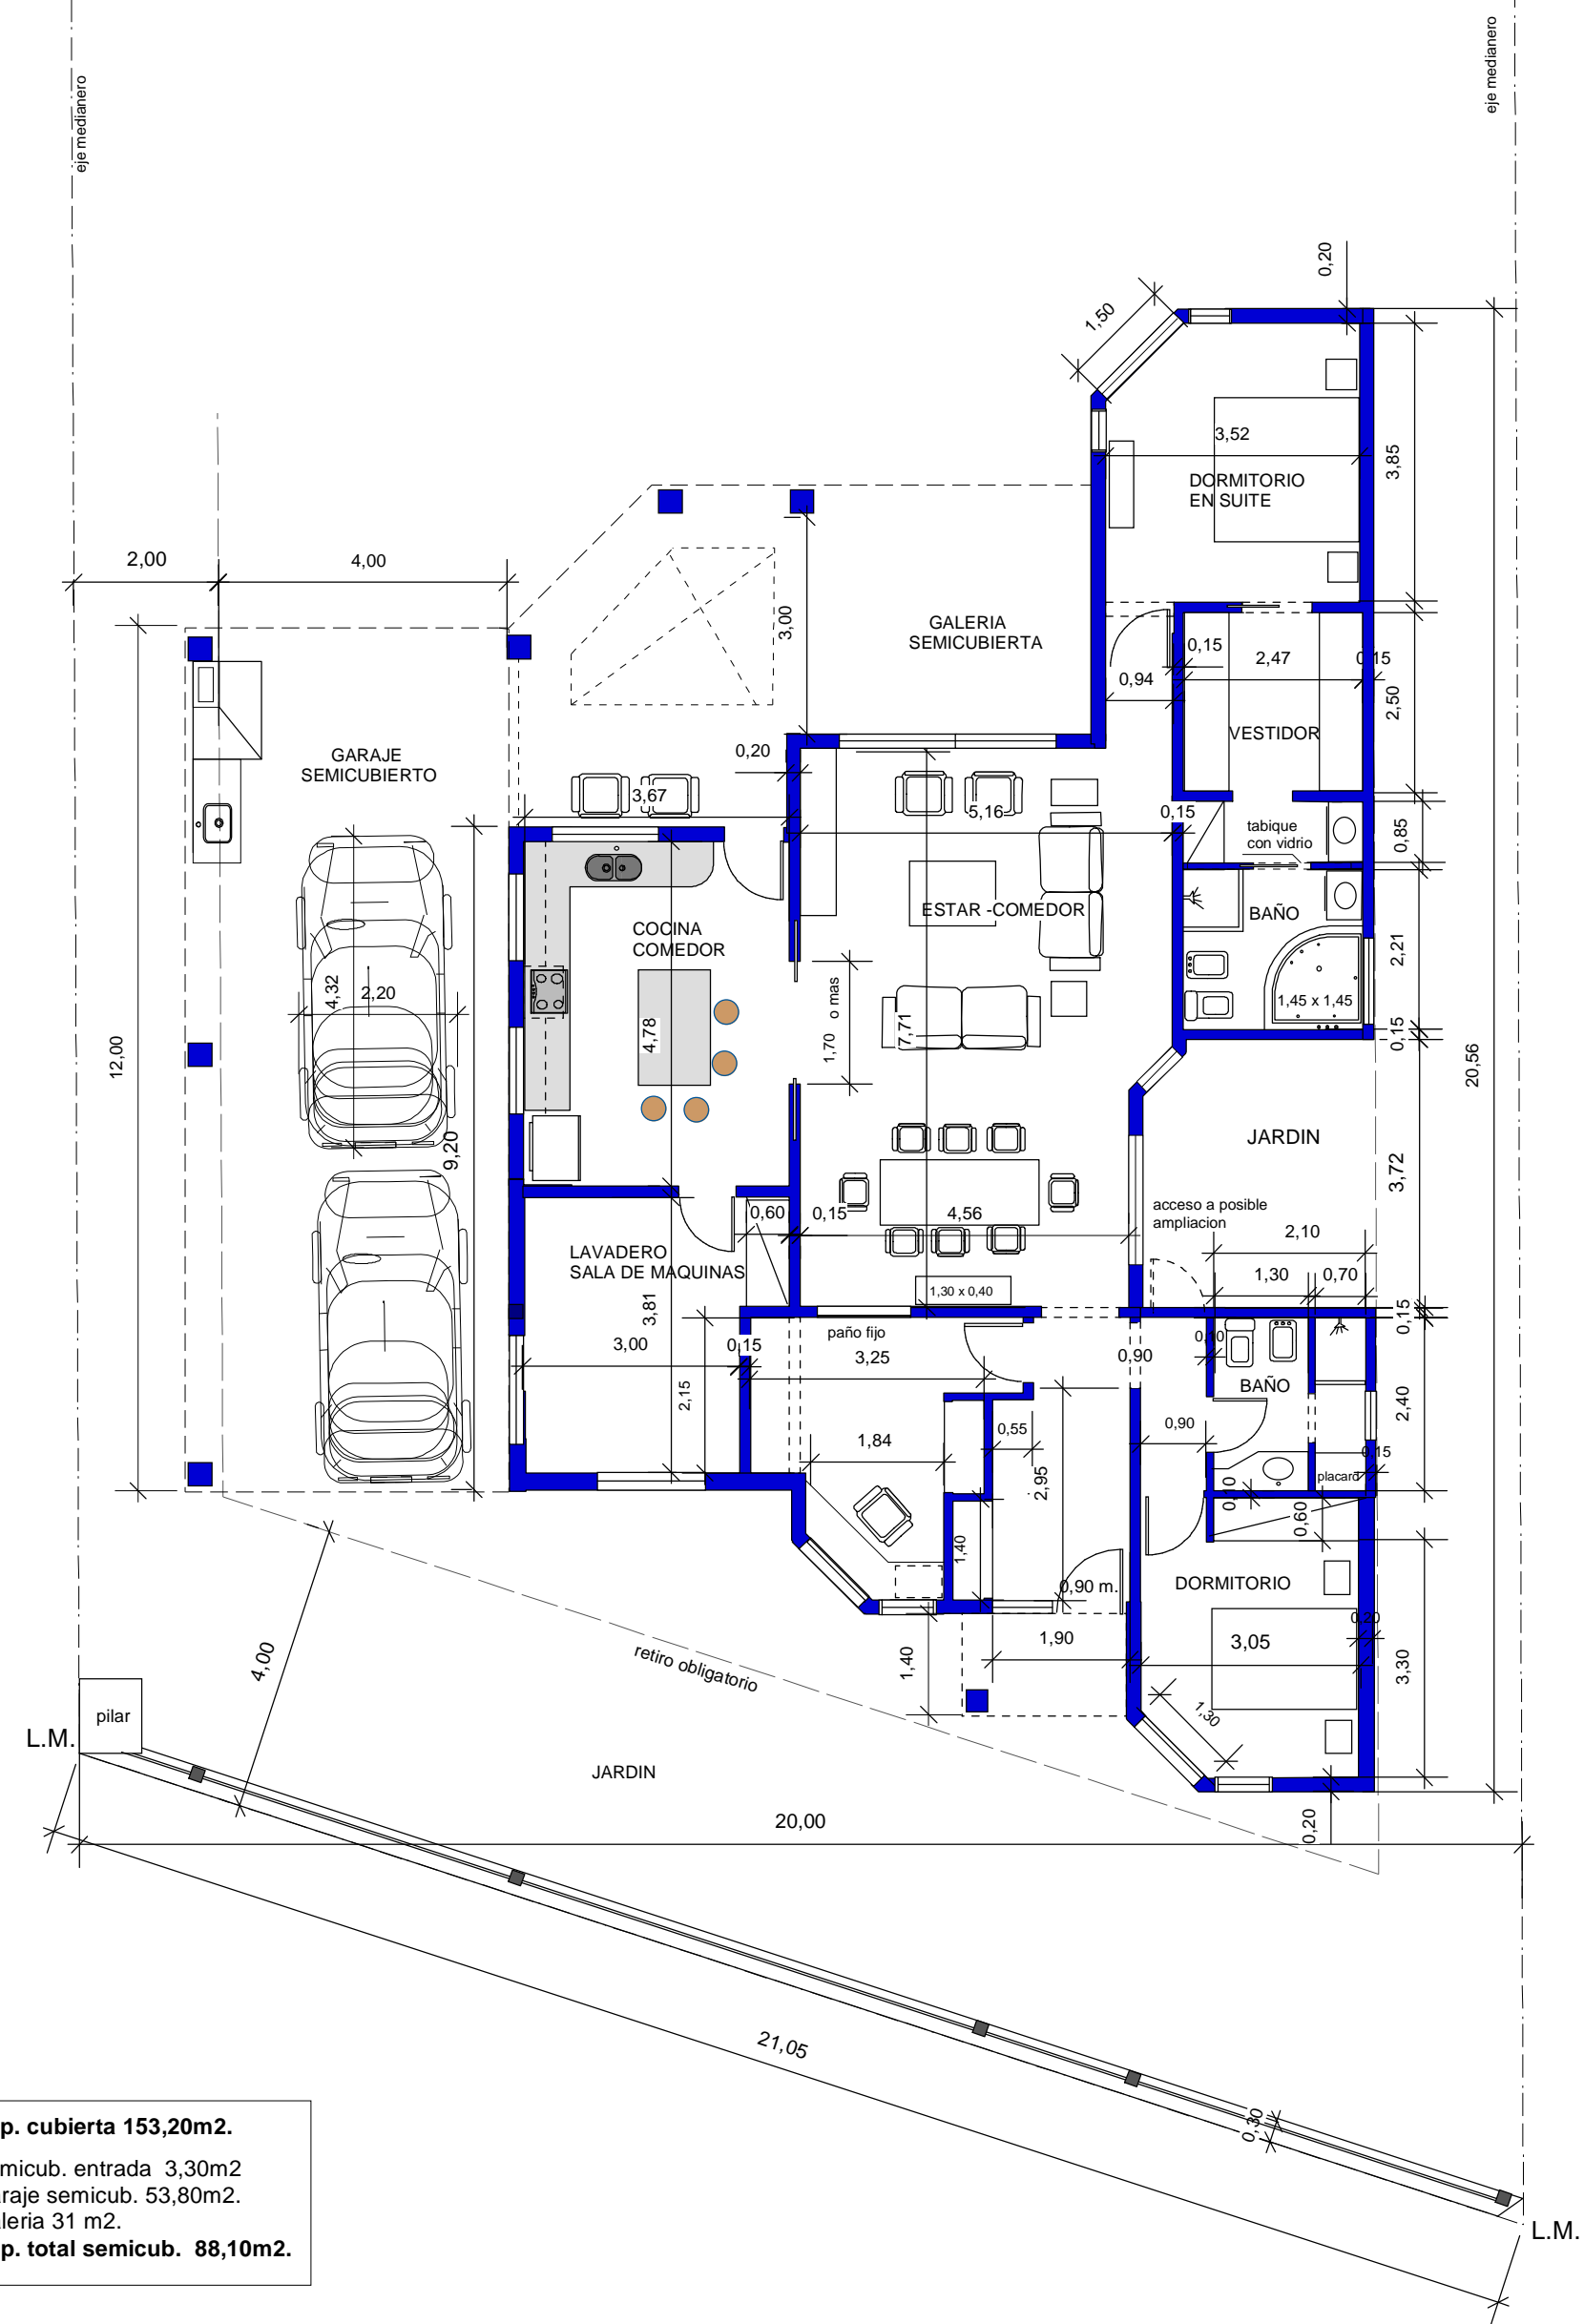 eje medianero
eje medianero
0,20
1,50
3,52
3,85
DORMITORIO
EN SUITE
2,00
4,00
3,00
GALERIA
SEMICUBIERTA
0,15
2,47
0,15
0,94
2,50
VESTIDOR
GARAJE
SEMICUBIERTO
0,20
3,67
5,16
0,15
tabique
con vidrio
0,85
ESTAR -COMEDOR
BAÑO
COCINA
COMEDOR
2,21
4,32
2,20
1,70 o mas
7,71
4,78
1,45 x 1,45
0,15
12,00
20,56
9,20
JARDIN
3,72
acceso a posible
ampliacion
0,60
0,15
4,56
2,10
LAVADERO
SALA DE MAQUINAS
1,30
0,70
1,30 x 0,40
3,81
0,15
paño fijo
3,00
0,15
3,25
0,90
BAÑO
2,15
2,40
1,84
0,55
0,90
0,15
placard
2,95
0,10
0,60
1,40
DORMITORIO
0,90 m.
0,20
1,90
3,05
3,30
1,40
retiro obligatorio
4,00
1,30
pilar
L.M.
JARDIN
20,00
0,20
21,05
0,30
L.M.
p. cubierta 153,20m2.
micub. entrada 3,30m2
araje semicub. 53,80m2.
aleria 31 m2.
p. total semicub. 88,10m2.